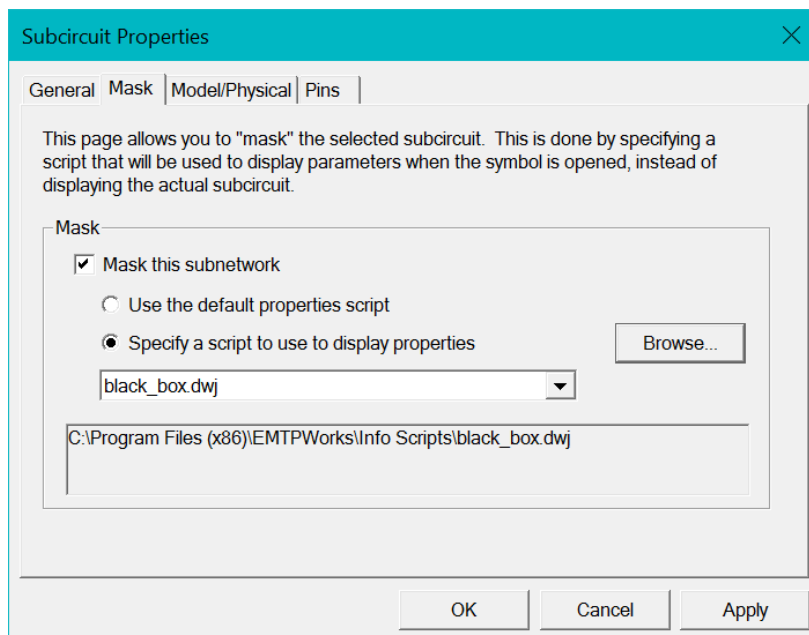 Subcircuit Properties
General Mask Model/Physical Pins
This page allows you to "mask" the selected subcircuit. This is done by specifying a
script that will be used to display parameters when the symbol is opened, instead of
displaying the actual subcircuit.
Mask
Mask this subnetwork
Use the default properties script
Specify a script to use to display properties
Browse...
black_box.dwj
C:\Program Files (x86)\EMTPWorks\Info Scripts\black_box.dwj
OK Cancel Apply